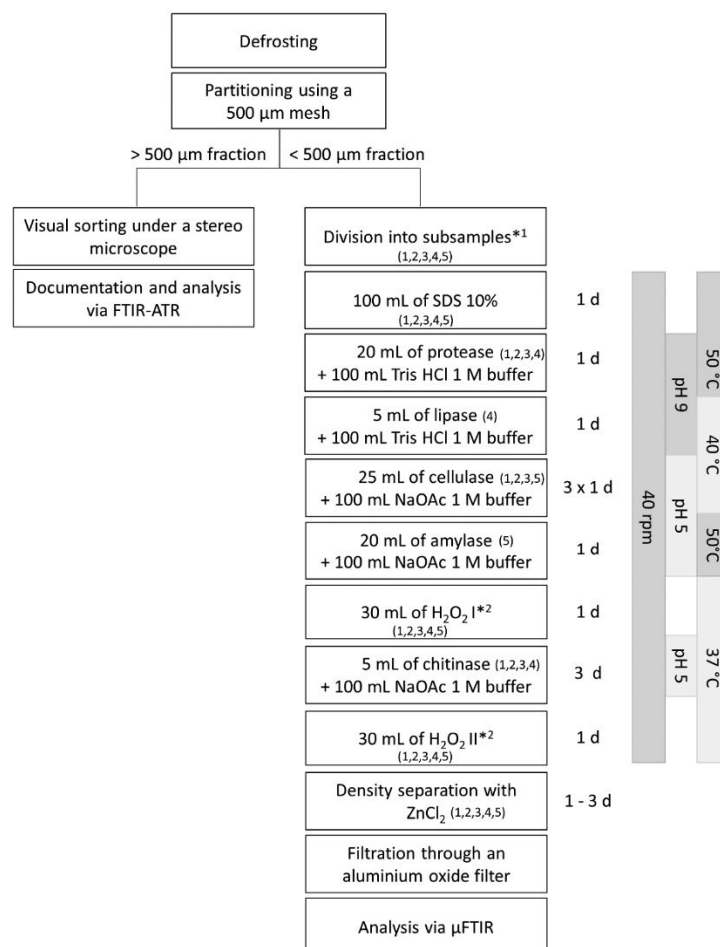 Defrosting
Partitioning using a
500 µm mesh
> 500 µm fraction
< 500 µm fraction
Visual sorting under a stereo
microscope
Documentation and analysis
via FTIR-ATR
Division into subsamples*1
(1,2,3,4,5)
100 mL of SDS 10%
(1,2,3,4,5)
1 d
20 mL of protease (1,2,3,4)
+ 100 mL Tris HCl 1 M buffer
1 d
5 mL of lipase (4)
+ 100 mL Tris HCl 1 M buffer
1 d
25 mL of cellulase (1,2,3,5)
+ 100 mL NaOAc 1 M buffer
3 x 1 d
20 mL of amylase (5)
+ 100 mL NaOAc 1 M buffer
1 d
30 mL of H₂O₂ I*²
(1,2,3,4,5)
1 d
5 mL of chitinase (1,2,3,4)
+ 100 mL NaOAc 1 M buffer
3 d
30 mL of H₂O₂ II*²
(1,2,3,4,5)
1 d
Density separation with
ZnCl₂ (1,2,3,4,5)
1 - 3 d
Filtration through an
aluminium oxide filter
Analysis via µFTIR
40 rpm
pH 9
pH 5
pH 5
50 °C
40 °C
50°C
37 °C